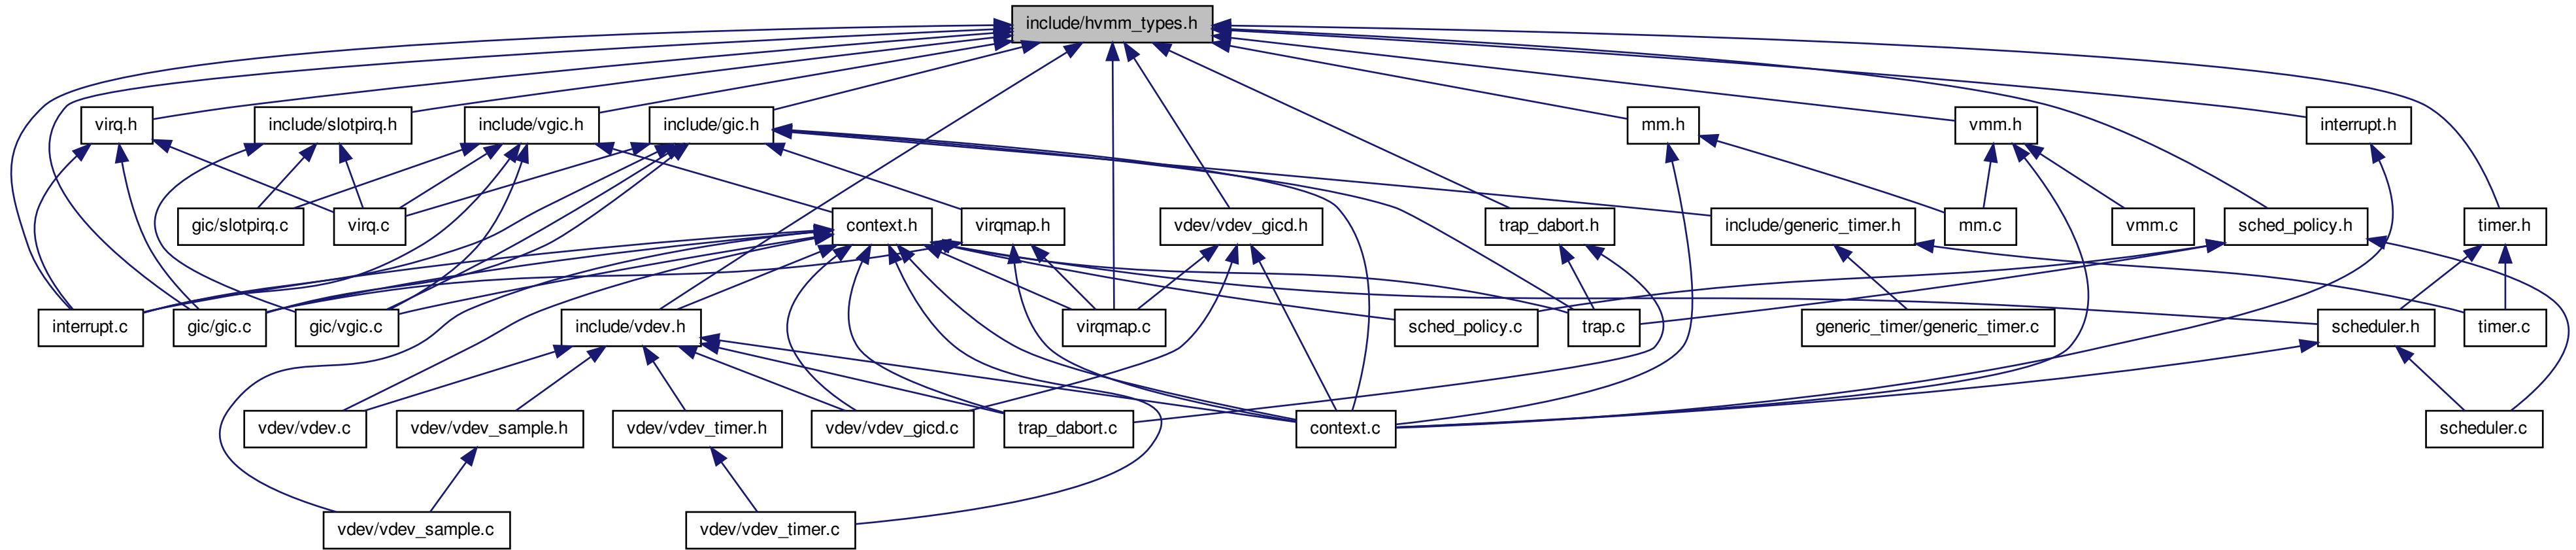 include/hvmm_types.h
virq.h
include/slotpirq.h
include/vgic.h
include/gic.h
mm.h
vmm.h
interrupt.h
gic/slotpirq.c
virq.c
context.h
virqmap.h
vdev/vdev_gicd.h
trap_dabort.h
include/generic_timer.h
mm.c
vmm.c
sched_policy.h
timer.h
interrupt.c
gic/gic.c
gic/vgic.c
include/vdev.h
virqmap.c
sched_policy.c
trap.c
generic_timer/generic_timer.c
scheduler.h
timer.c
vdev/vdev.c
vdev/vdev_sample.h
vdev/vdev_timer.h
vdev/vdev_gicd.c
trap_dabort.c
context.c
scheduler.c
vdev/vdev_sample.c
vdev/vdev_timer.c